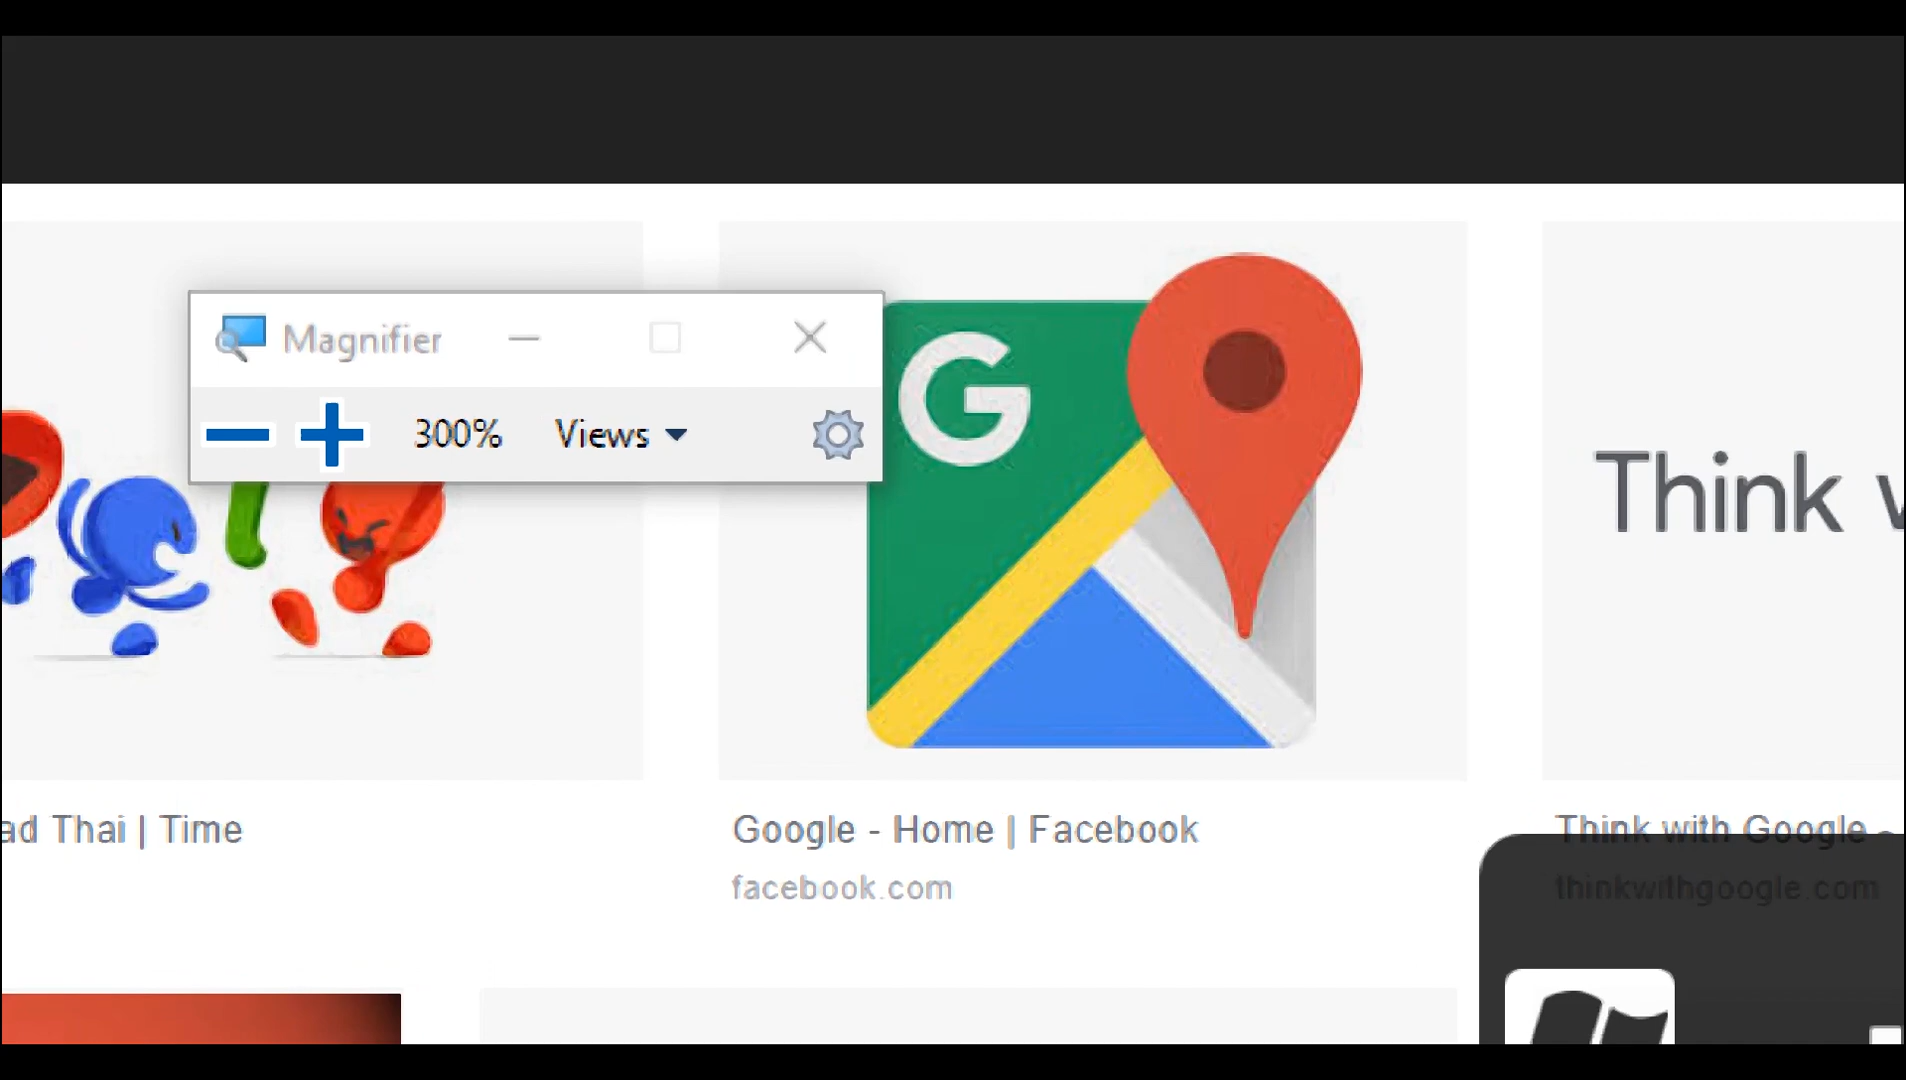 Magnifier
300% Views
G
Think
ad Thai | Time
Google - Home | Facebook
facebook.com
Think with Google
thinkwithgoogle.com